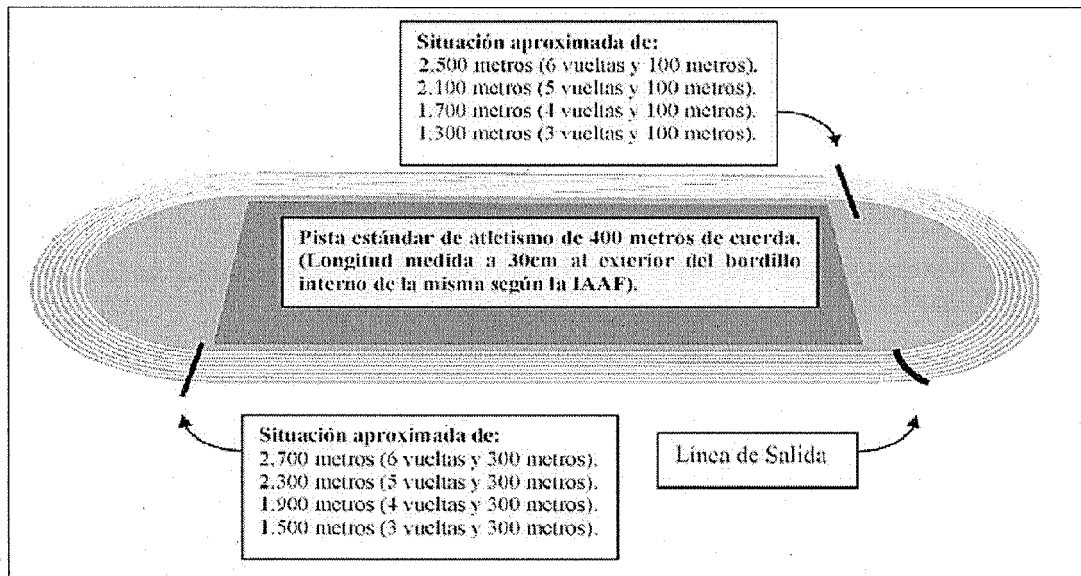 Situación aproximada de:
2.500 metros (6 vueltas y 100 metros).
2.100 metros (5 vueltas y 100 metros).
1.700 metros (4 vueltas y 100 metros).
1.300 metros (3 vueltas y 100 metros).
Pista estándar de atletismo de 400 metros de cuerda.
(Longitud medida a 30cm al exterior del bordillo
interno de la misma según la IAAF).
Situación aproximada de:
2.700 metros (6 vueltas y 300 metros).
2.300 metros (5 vueltas y 300 metros).
1.900 metros (4 vueltas y 300 metros).
1.500 metros (3 vueltas y 300 metros).
Línea de Salida